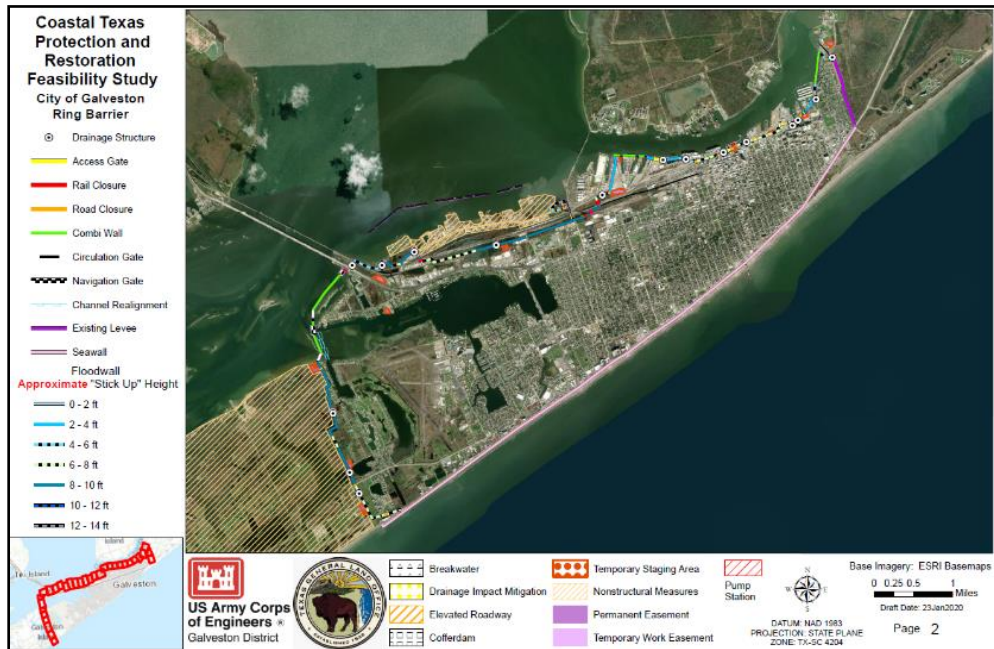 Coastal Texas
Protection and
Restoration
Feasibility Study
City of Galveston
Ring Barrier
Drainage Structure
Access Gate
Rail Closure
Road Closure
Combi Wall
Circulation Gate
Navigation Gate
Channel Realignment
Existing Levee
Seawall
Floodwall
Approximate "Stick Up" Height
0 - 2 ft
2 - 4 ft
4 - 6 ft
6 - 8 ft
8 - 10 ft
10 - 12 ft
12 - 14 ft
Island
Galveston
US Army Corps
of Engineers®
Galveston District
TEXAS GENERAL LAND OFFICE
Breakwater
Drainage Impact Mitigation
Elevated Roadway
Cofferdam
Temporary Staging Area
Nonstructural Measures
Permanent Easement
Temporary Work Easement
Pump
Station
N
Base Imagery: ESRI Basemaps
0 0.25 0.5 1
Miles
Draft Date: 23Jan2020
DATUM: NAD 1983
PROJECTION: STATE PLANE
ZONE: TX-SC 4204
Page 2